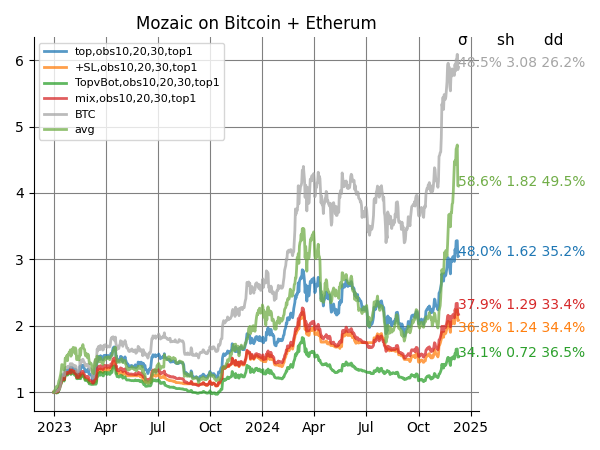 Mozaic on Bitcoin + Etherum
σ sh dd
top,obs10,20,30,top1
+SL,obs10,20,30,top1
TopvBot,obs10,20,30,top1
mix,obs10,20,30,top1
BTC
avg
48.5% 3.08 26.2%
58.6% 1.82 49.5%
48.0% 1.62 35.2%
37.9% 1.29 33.4%
36.8% 1.24 34.4%
34.1% 0.72 36.5%
6
5
4
3
2
1
2023 Apr Jul Oct 2024 Apr Jul Oct 2025